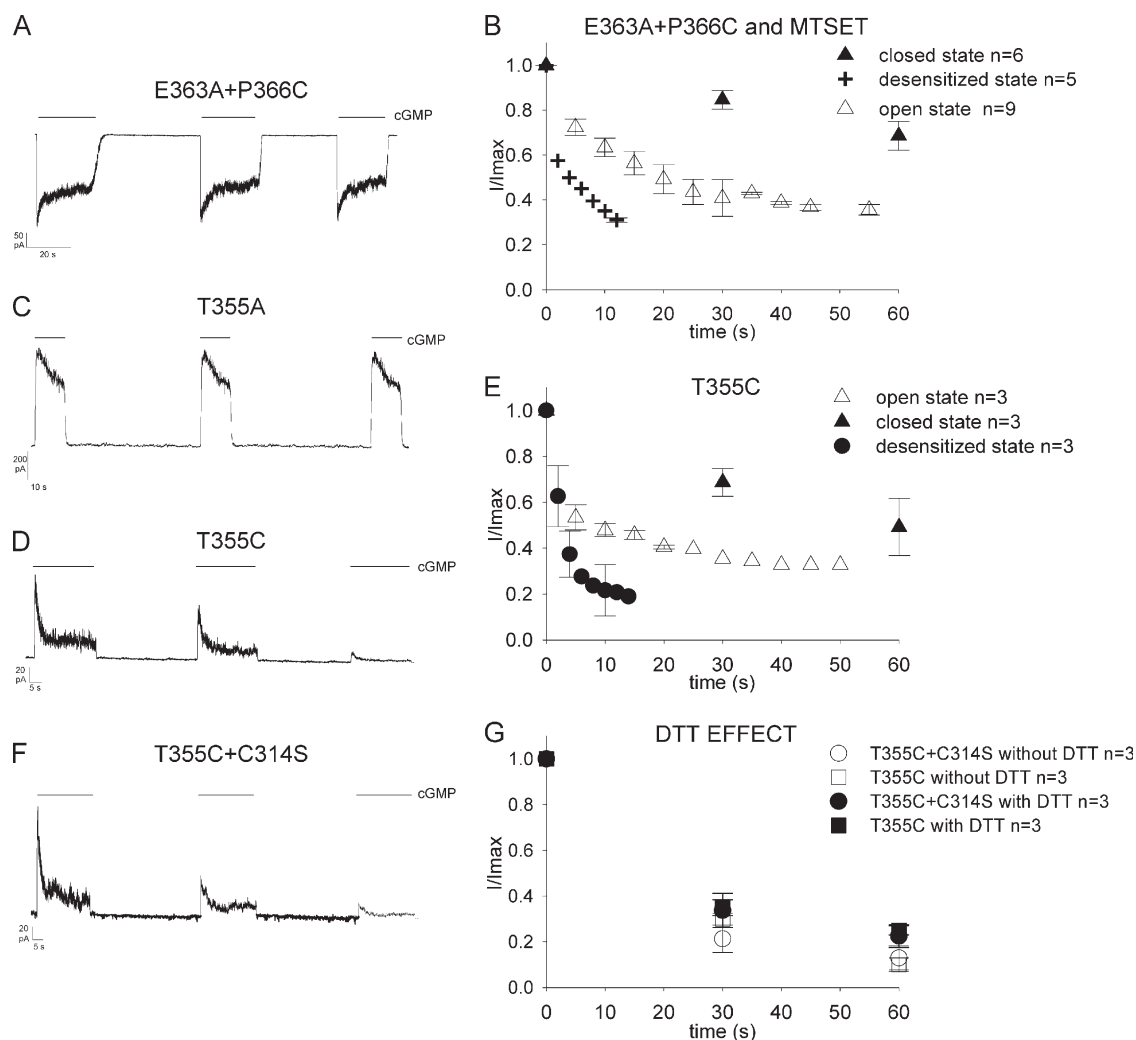 A
E363A+P366C
cGMP
50
pA
20 s
B
E363A+P366C and MTSET
closed state n=6
desensitized state n=5
open state n=9
1.0
0.8
0.6
0.4
0.2
0.0
I/Imax
0 10 20 30 40 50 60
time (s)
C
T355A
cGMP
200
pA
10 s
D
T355C
cGMP
20
pA
5 s
E
T355C
open state n=3
closed state n=3
desensitized state n=3
1.0
0.8
0.6
0.4
0.2
0.0
I/Imax
0 10 20 30 40 50 60
time (s)
F
T355C+C314S
cGMP
20
pA
5 s
G
DTT EFFECT
T355C+C314S without DTT n=3
T355C without DTT n=3
T355C+C314S with DTT n=3
T355C with DTT n=3
1.0
0.8
0.6
0.4
0.2
0.0
I/Imax
0 10 20 30 40 50 60
time (s)